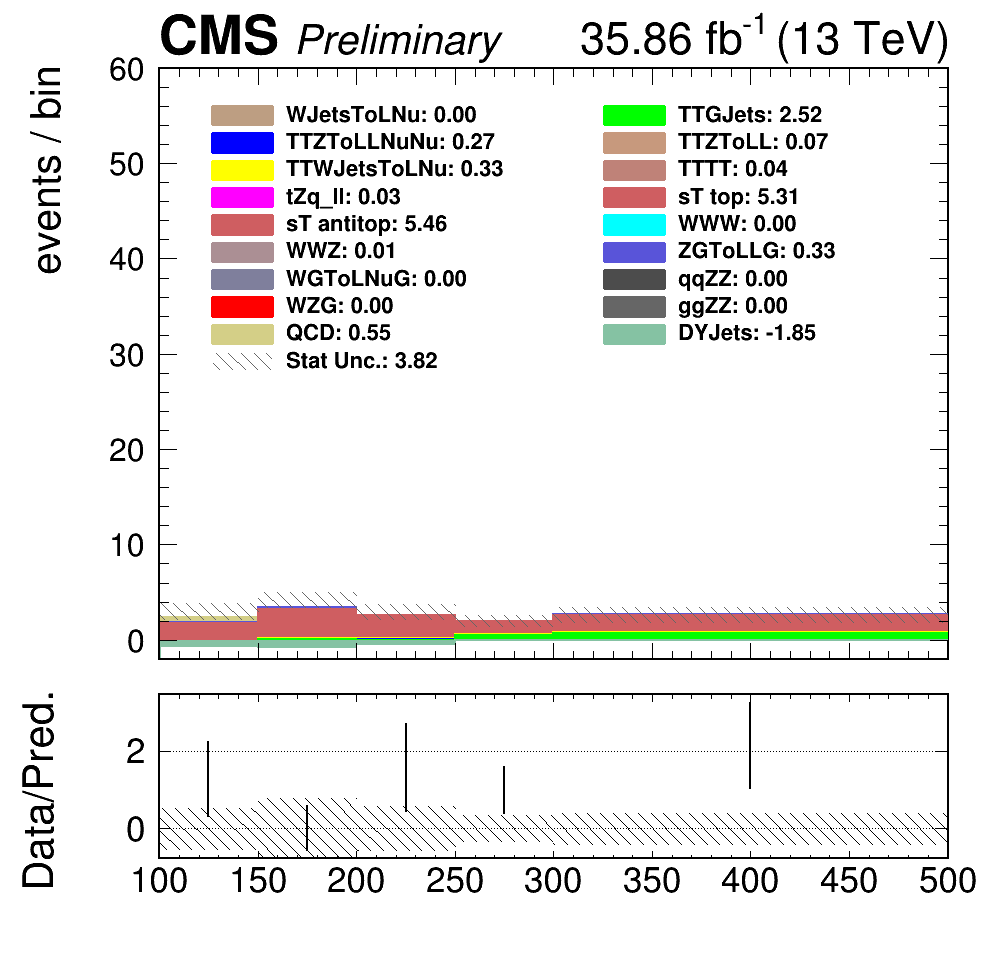 CMS Preliminary 35.86 fb-1 (13 TeV)
events / bin
60
50
40
30
20
10
0
WJetsToLNu: 0.00 TTGJets: 2.52
TTZToLLNuNu: 0.27 TTZToLL: 0.07
TTWJetsToLNu: 0.33 TTTT: 0.04
tZq_ll: 0.03 sT top: 5.31
sT antitop: 5.46 WWW: 0.00
WWZ: 0.01 ZGToLLG: 0.33
WGToLNuG: 0.00 qqZZ: 0.00
WZG: 0.00 ggZZ: 0.00
QCD: 0.55 DYJets: -1.85
Stat Unc.: 3.82
Data/Pred.
2
0
100 150 200 250 300 350 400 450 500